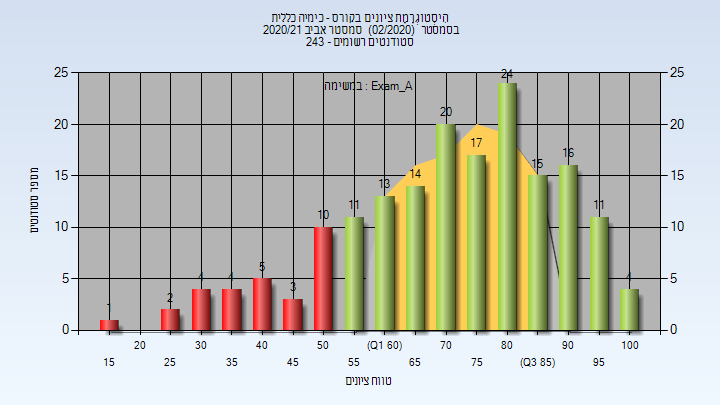 הִיסְטוֹגְרָמַת ציונים בקורס - כימיה כללית
בסמסטר (02/2020) סמסטר אביב 2020/21
סטודנטים רשומים - 243
במשימה : Exam_A
מספר סטודנטים
25 25
20 20
15 15
10 10
5 5
0 0
1 2 4 4 5 3 10 11 13 14 20 17 24 15 16 11 4
20 30 40 50 (Q1 60) 70 80 90 100
15 25 35 45 55 65 75 (Q3 85) 95
טווח ציונים